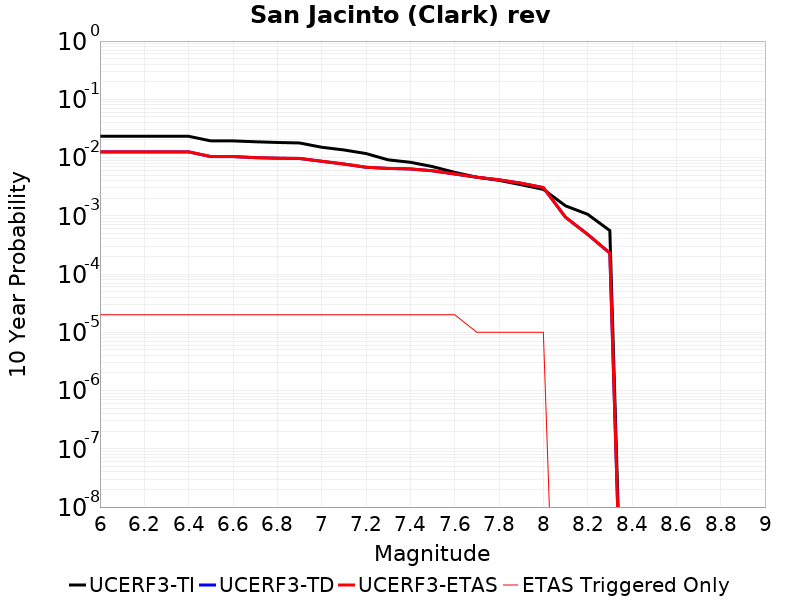 San Jacinto (Clark) rev
10 Year Probability
10^0
10^-1
10^-2
10^-3
10^-4
10^-5
10^-6
10^-7
10^-8
6 6.2 6.4 6.6 6.8 7 7.2 7.4 7.6 7.8 8 8.2 8.4 8.6 8.8 9
Magnitude
UCERF3-TI UCERF3-TD UCERF3-ETAS ETAS Triggered Only